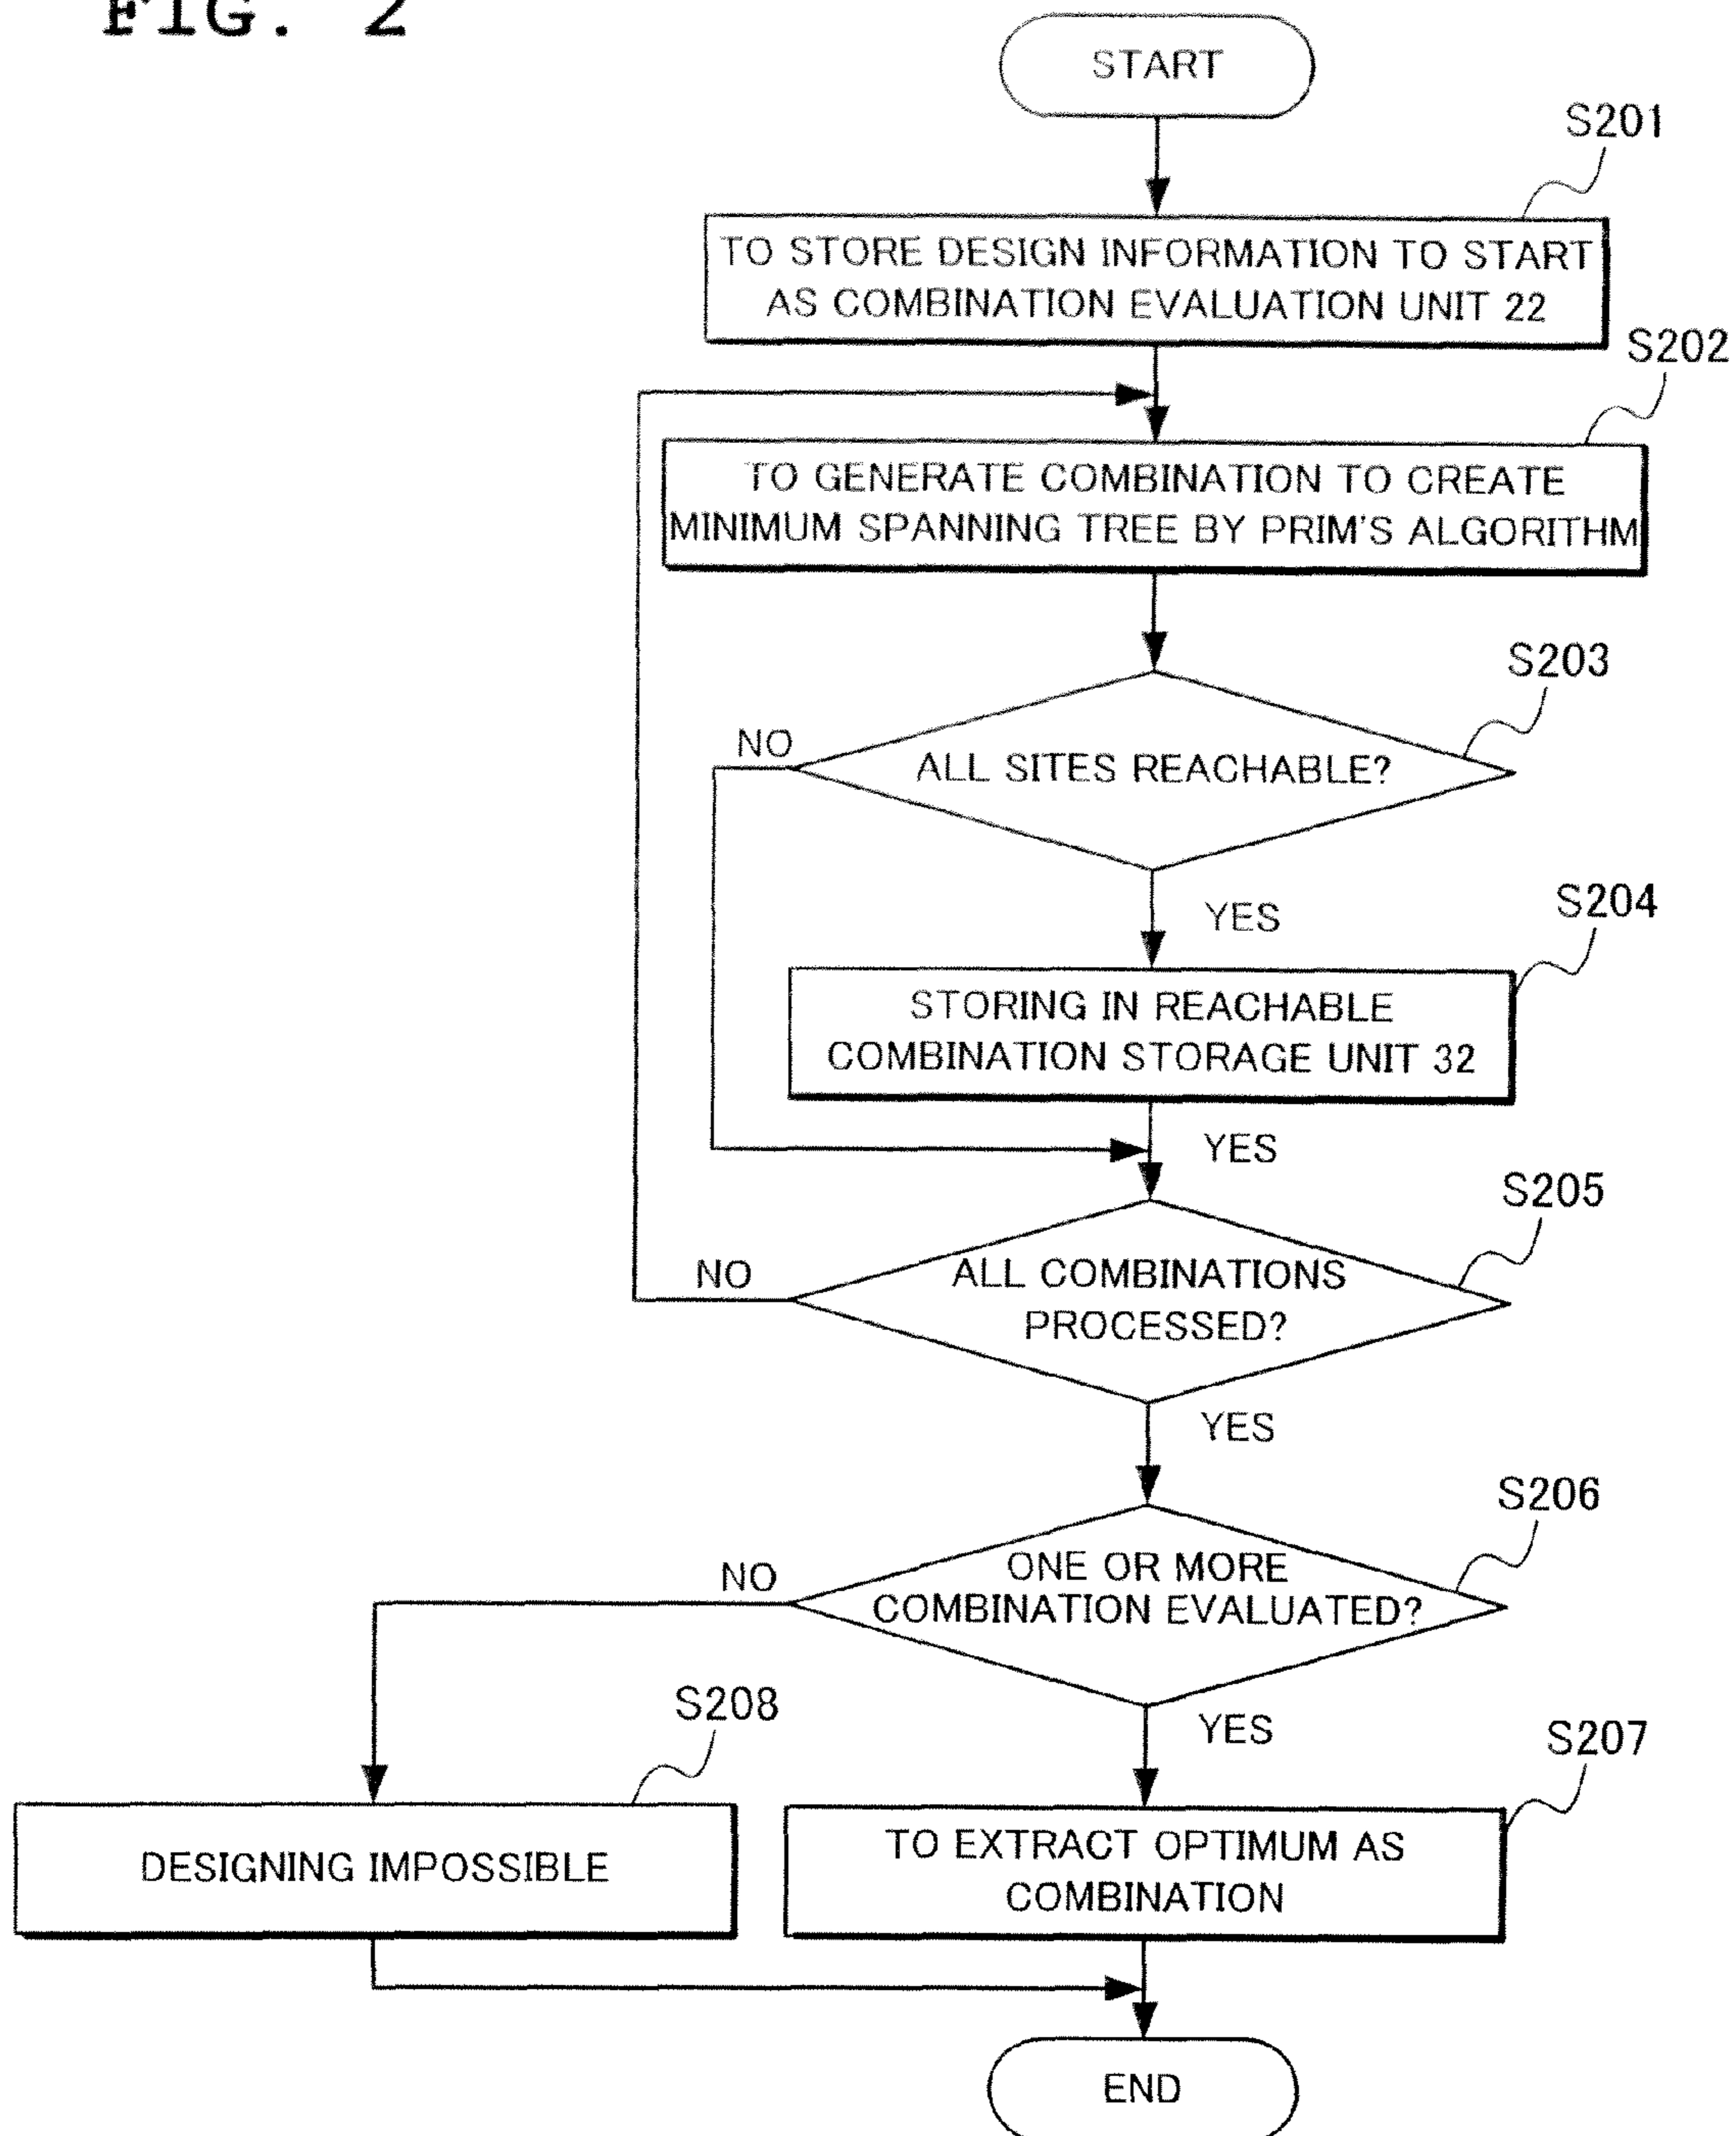 FIG. 2
START
S201
TO STORE DESIGN INFORMATION TO START
AS COMBINATION EVALUATION UNIT 22
S202
TO GENERATE COMBINATION TO CREATE
MINIMUM SPANNING TREE BY PRIM'S ALGORITHM
S203
NO
ALL SITES REACHABLE?
YES
S204
STORING IN REACHABLE
COMBINATION STORAGE UNIT 32
YES
S205
NO
ALL COMBINATIONS
PROCESSED?
YES
S206
NO
ONE OR MORE
COMBINATION EVALUATED?
S208
YES
S207
DESIGNING IMPOSSIBLE
TO EXTRACT OPTIMUM AS
COMBINATION
END